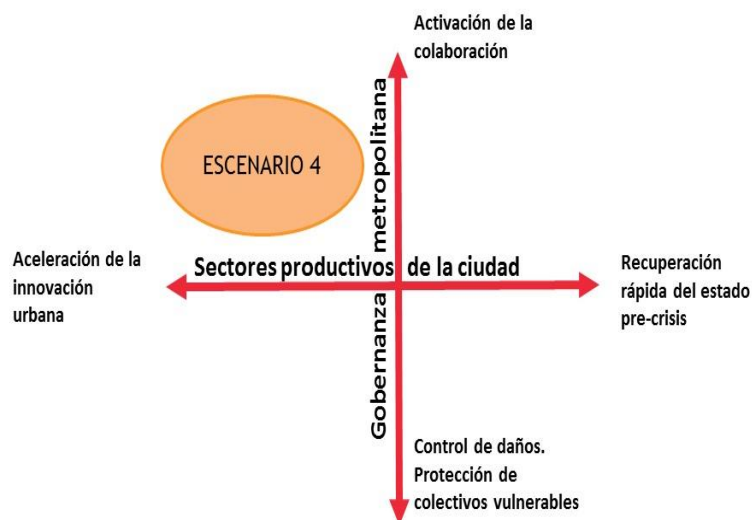 Activación de la
colaboración
ESCENARIO 4
Gobernanza metropolitana
Aceleración de la
innovación
urbana
Sectores productivos de la ciudad
Recuperación
rápida del estado
pre-crisis
Control de daños.
Protección de
colectivos vulnerables